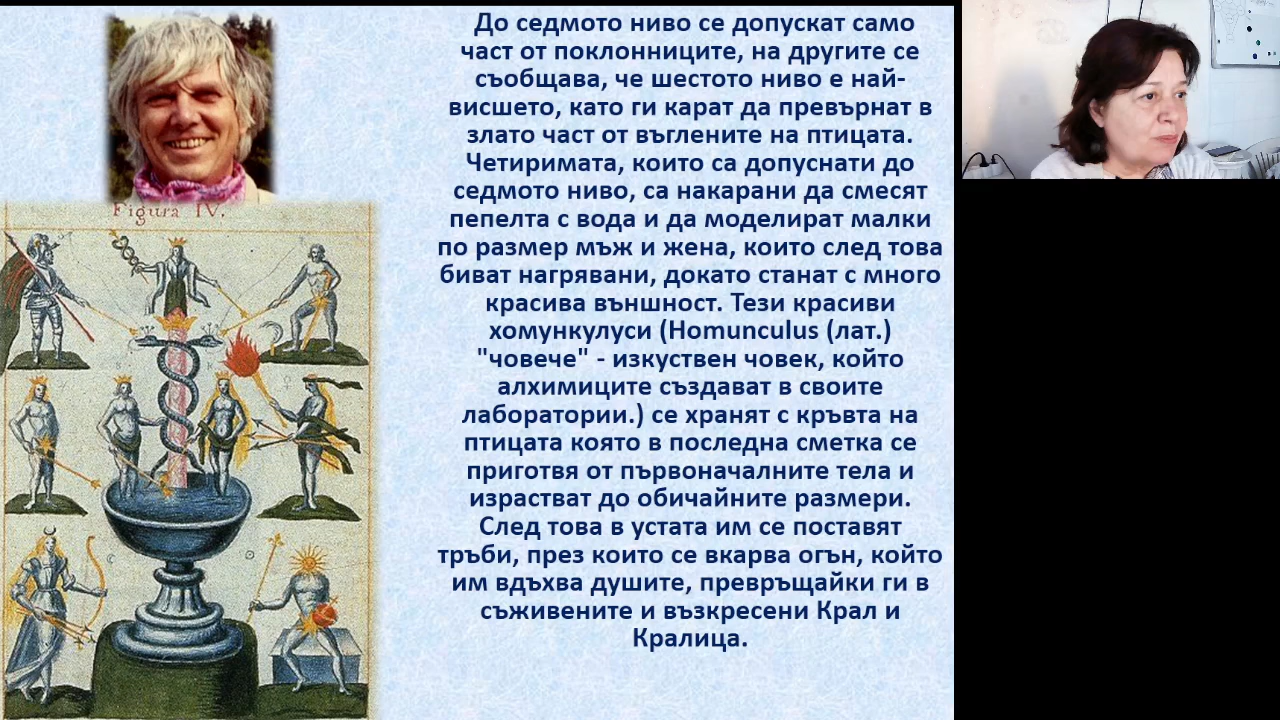 До седмото ниво се допускат само
част от поклонниците, на другите се
съобщава, че шестото ниво е най-
висшето, като ги карат да превърнат в
злато част от въглените на птицата.
Четиримата, които са допуснати до
седмото ниво, са накарани да смесят
пепелта с вода и да моделират малки
по размер мъж и жена, които след това
биват нагрявани, докато станат с много
красива външност. Тези красиви
хомункулуси (Homunculus (лат.)
"човече" - изкуствен човек, който
алхимиците създават в своите
лаборатории.) се хранят с кръвта на
птицата която в последна сметка се
приготвя от първоначалните тела и
израстват до обичайните размери.
След това в устата им се поставят
тръби, през които се вкарва огън, който
им вдъхва душите, превръщайки ги в
съживените и възкресени Крал и
Кралица.
Figura IV.